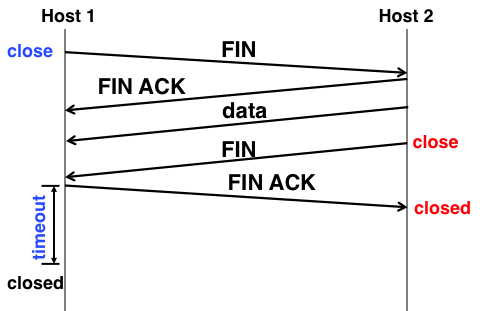 Host 1
Host 2
close
FIN
FIN ACK
data
close
FIN
FIN ACK
closed
timeout
closed